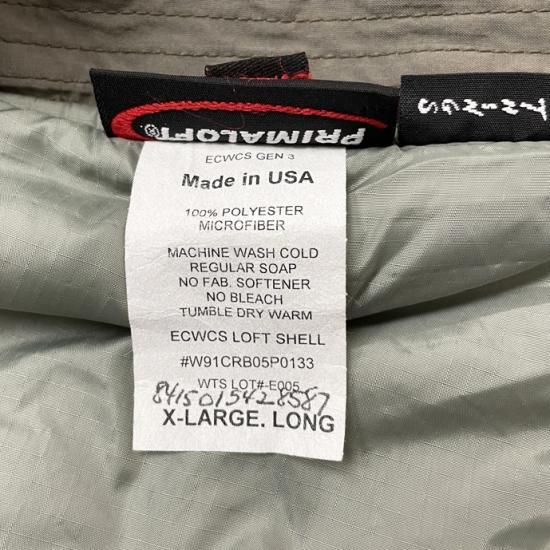 PRIMALOFT®
ECWCS GEN 3
Made in USA
100% POLYESTER
MICROFIBER
MACHINE WASH COLD
REGULAR SOAP
NO FAB. SOFTENER
NO BLEACH
TUMBLE DRY WARM
ECWCS LOFT SHELL
#W91CRB05P0133
WTS LOT#-E005
8415015428587
X-LARGE. LONG